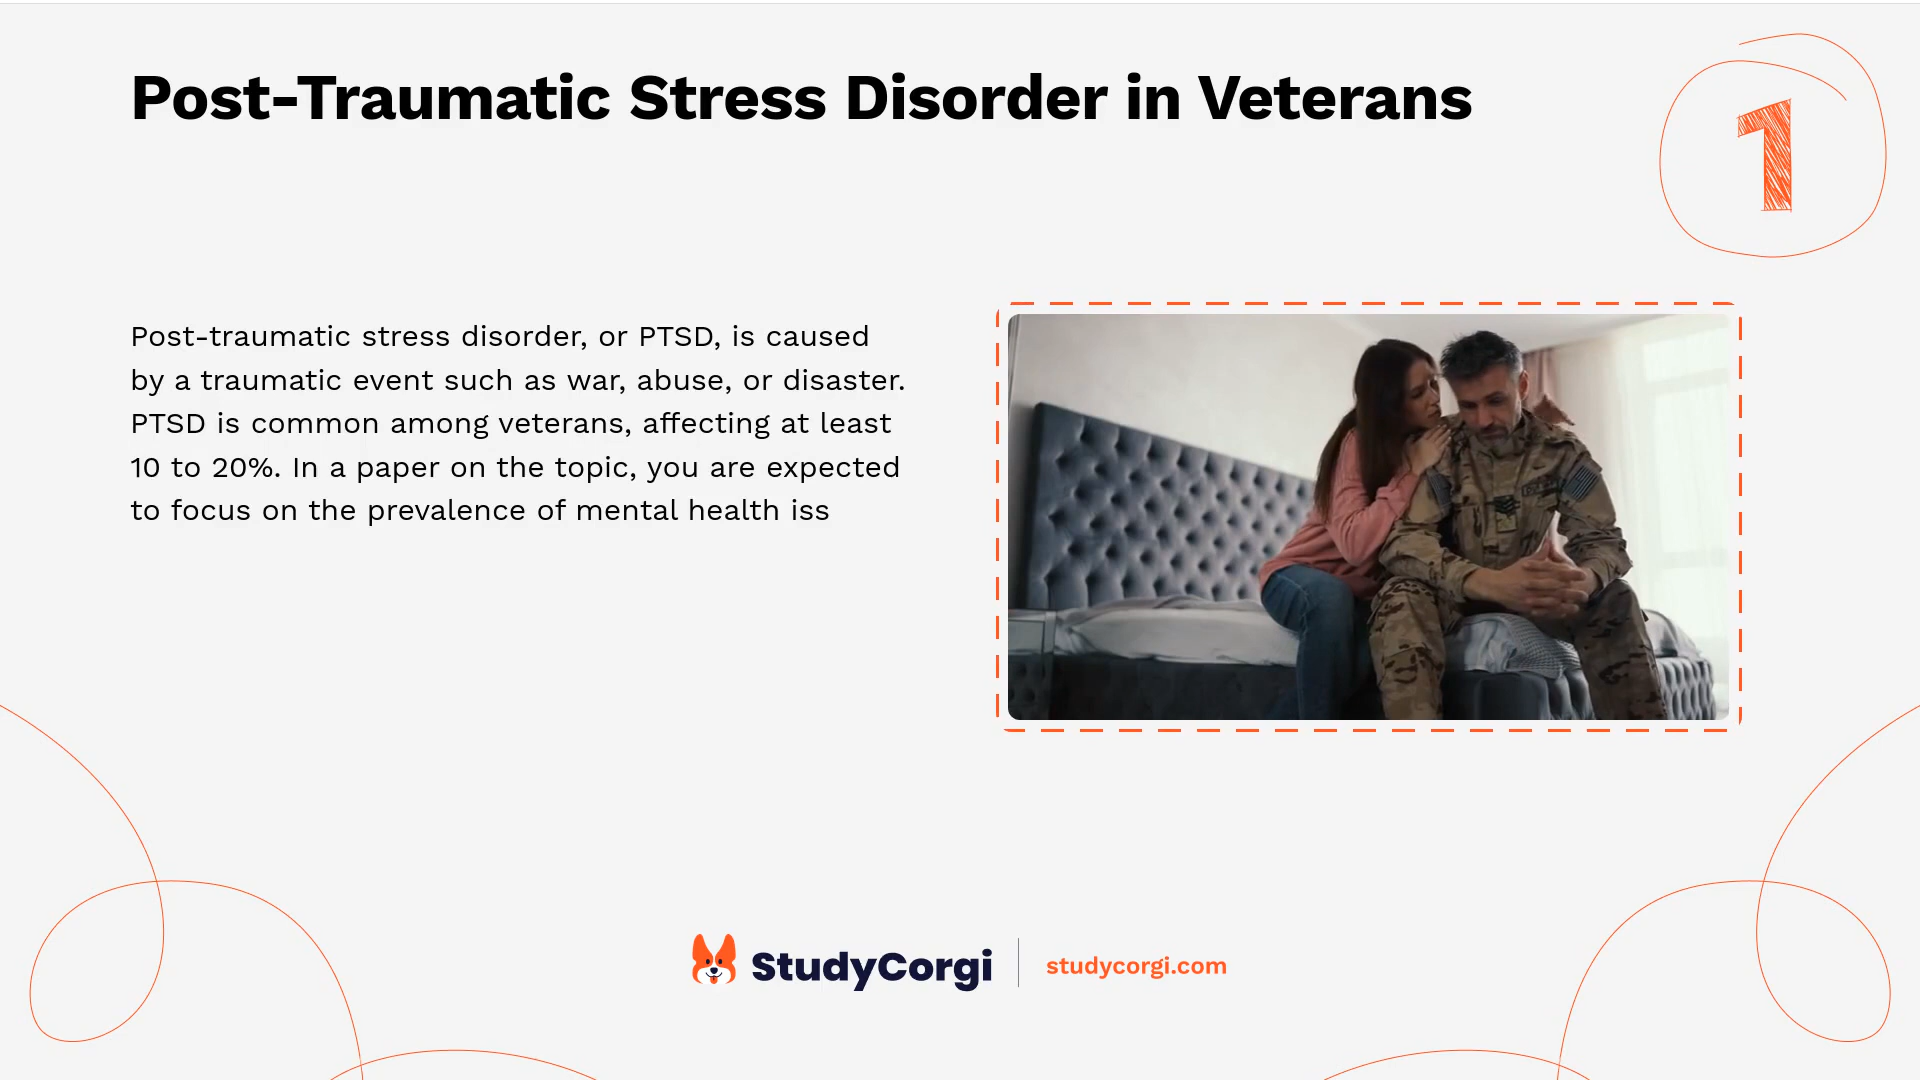 Post-Traumatic Stress Disorder in Veterans
1
Post-traumatic stress disorder, or PTSD, is caused
by a traumatic event such as war, abuse, or disaster.
PTSD is common among veterans, affecting at least
10 to 20%. In a paper on the topic, you are expected
to focus on the prevalence of mental health iss
StudyCorgi
studycorgi.com